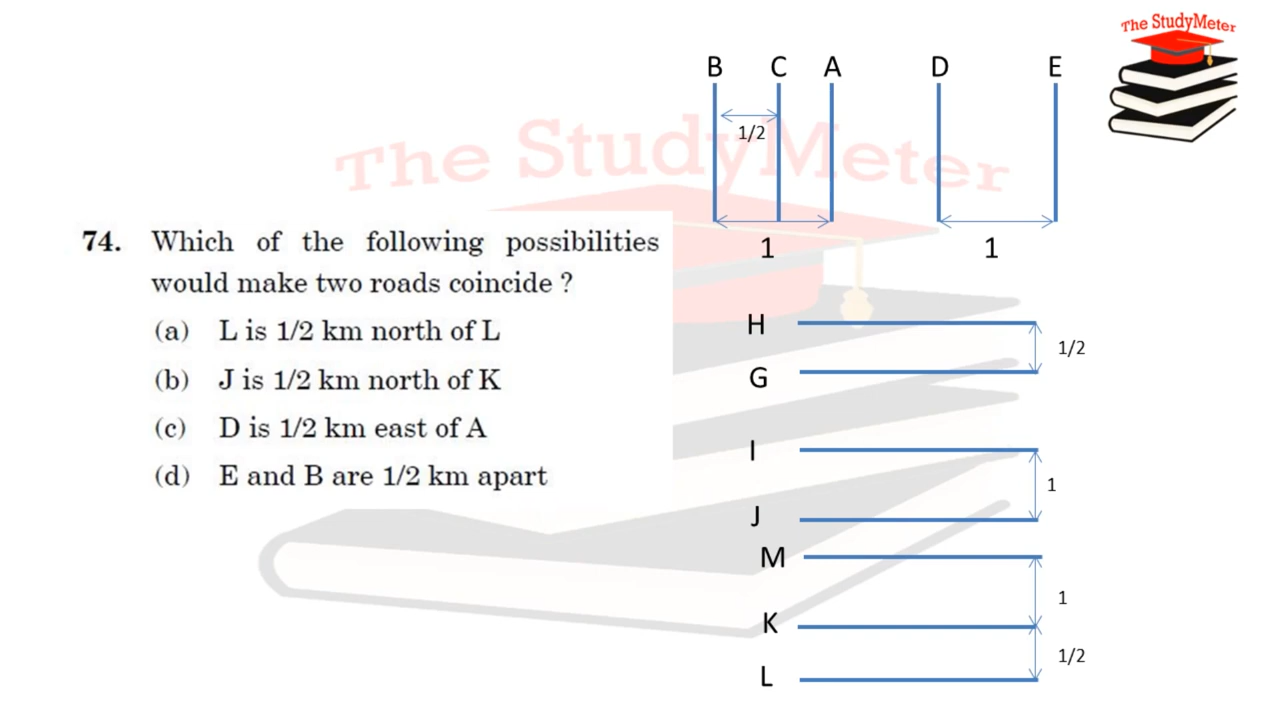 The StudyMeter
B C A D E
1/2
The StudyMeter
1 1
74. Which of the following possibilities
would make two roads coincide ?
(a) L is 1/2 km north of L
(b) J is 1/2 km north of K
(c) D is 1/2 km east of A
(d) E and B are 1/2 km apart
H
1/2
G
I
1
J
M
1
K
1/2
L